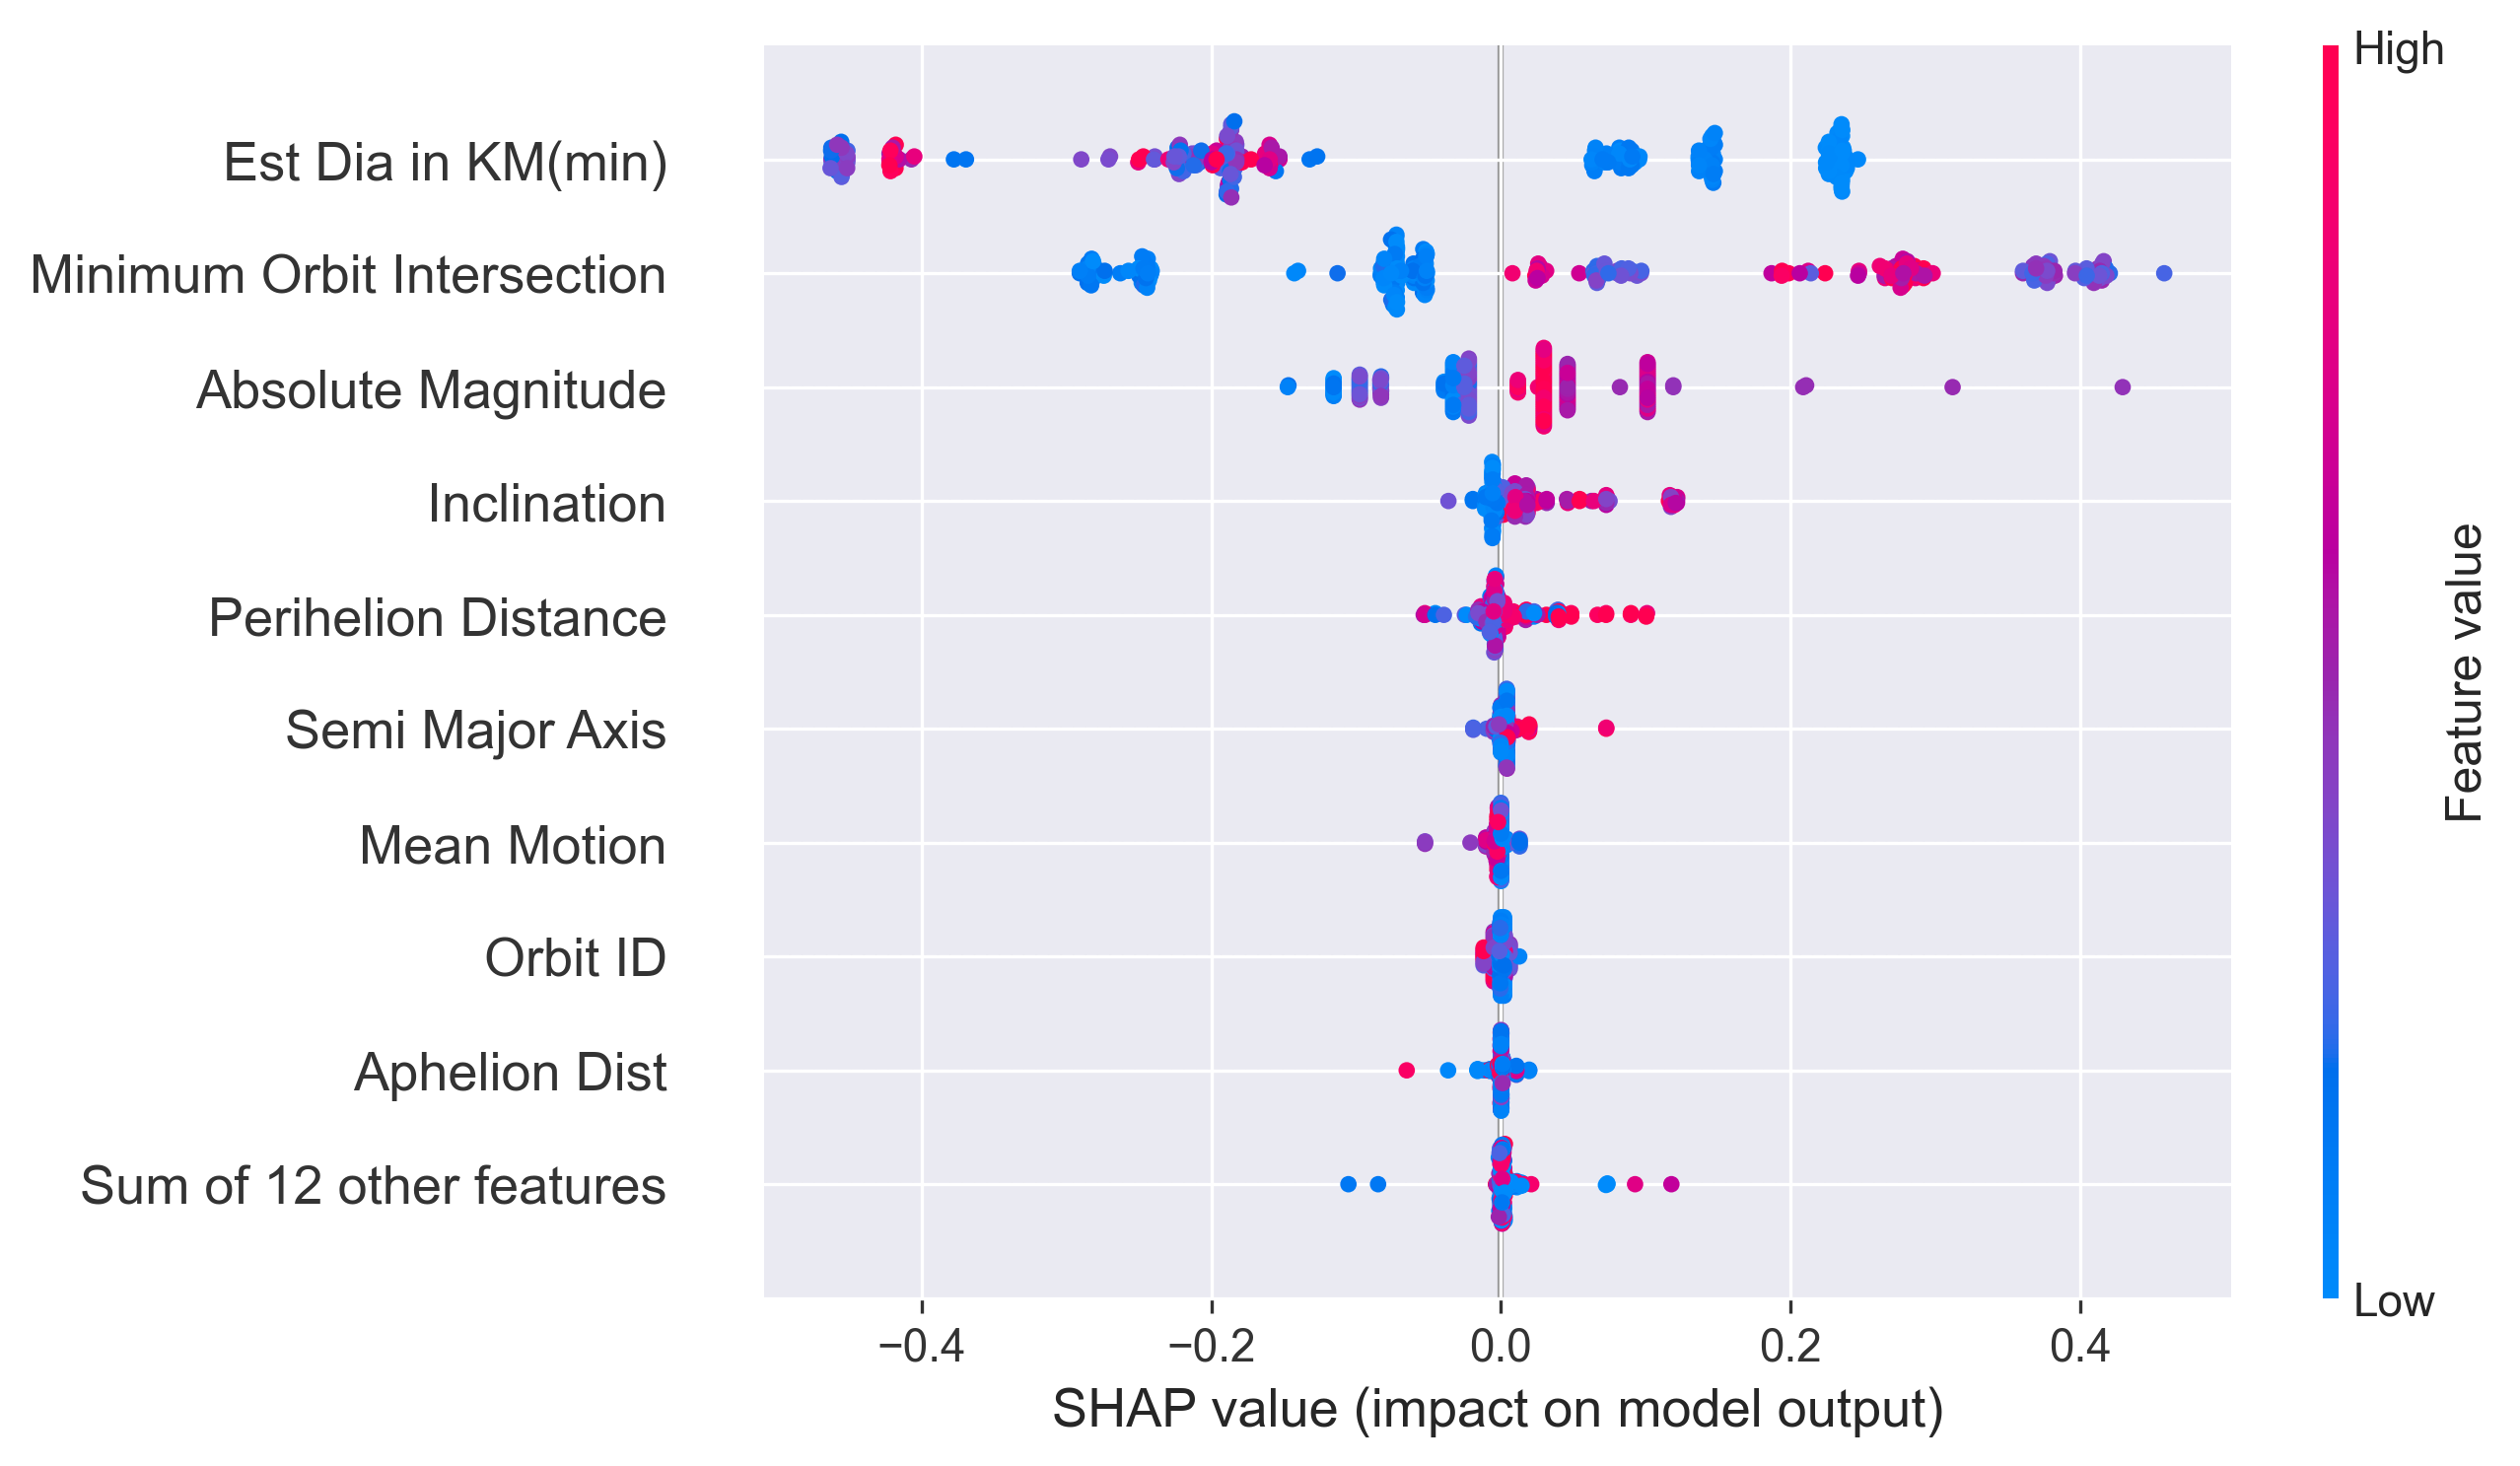 High
Est Dia in KM(min)
Minimum Orbit Intersection
Absolute Magnitude
Inclination
Perihelion Distance
Semi Major Axis
Mean Motion
Orbit ID
Aphelion Dist
Sum of 12 other features
Feature value
Low
−0.4 −0.2 0.0 0.2 0.4
SHAP value (impact on model output)